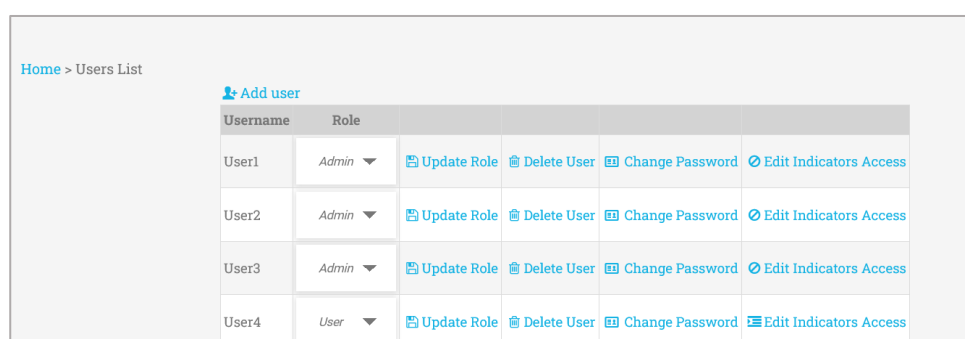 Home > Users List
Add user
Username Role
User1 Admin Update Role Delete User Change Password Edit Indicators Access
User2 Admin Update Role Delete User Change Password Edit Indicators Access
User3 Admin Update Role Delete User Change Password Edit Indicators Access
User4 User Update Role Delete User Change Password Edit Indicators Access